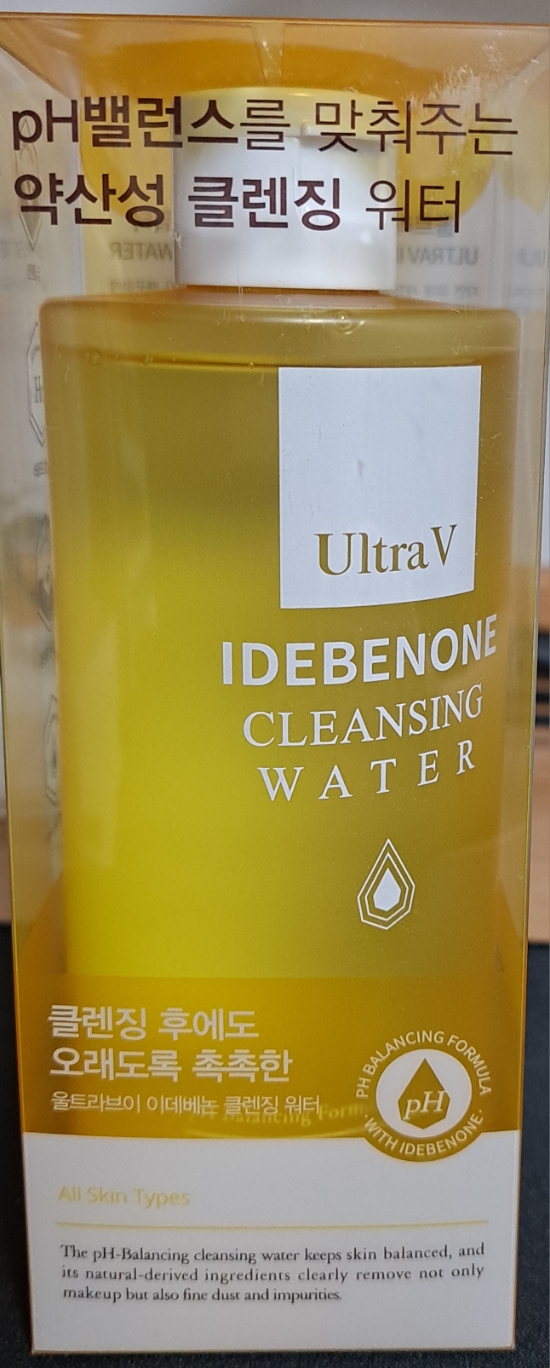 pH밸런스를 맞춰주는
약산성 클렌징 워터
UltraV
IDEBENONE
CLEANSING
WATER
클렌징 후에도
오래도록 촉촉한
울트라브이 이데베논 클렌징 워터
PH BALANCING FORMULA
pH
· WITH IDEBENONE ·
All Skin Types
The pH-Balancing cleansing water keeps skin balanced, and
its natural-derived ingredients clearly remove not only
makeup but also fine dust and impurities.